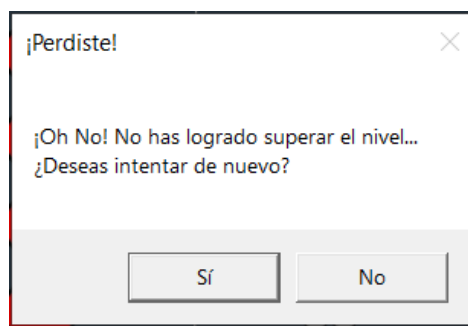 ¡Perdiste!
¡Oh No! No has logrado superar el nivel...
¿Deseas intentar de nuevo?
Sí
No